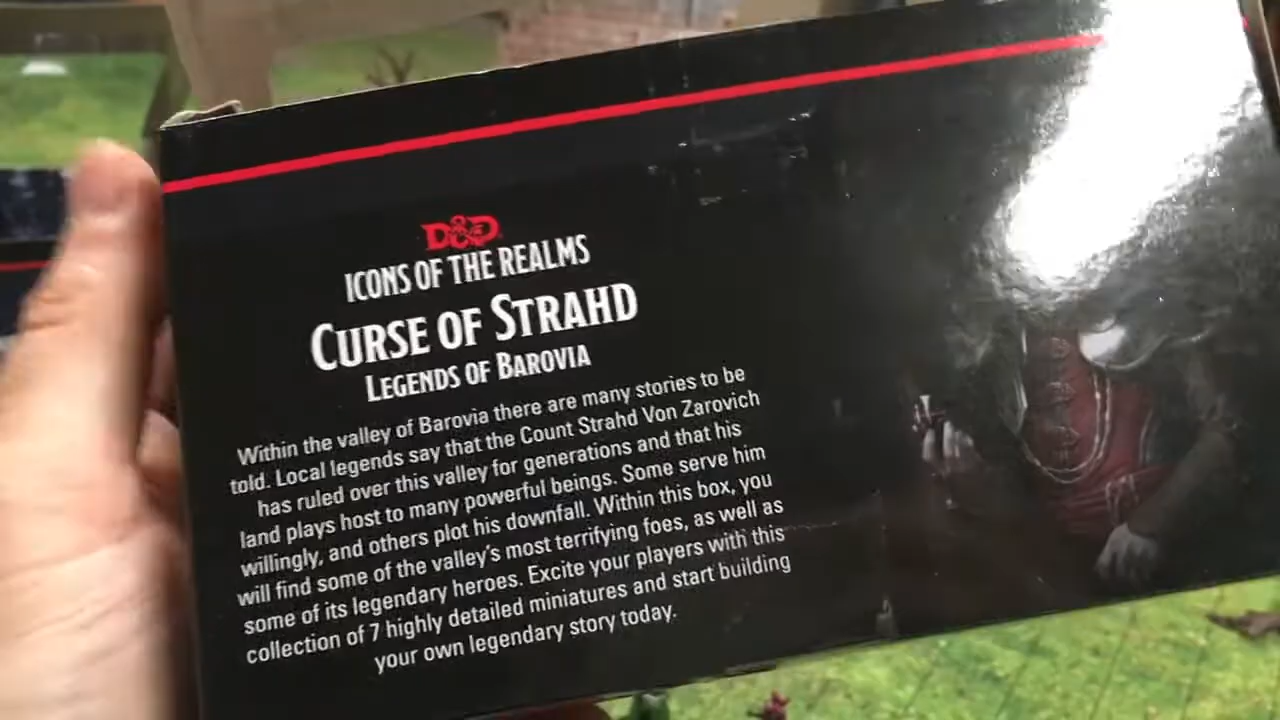 D&D
ICONS OF THE REALMS
CURSE OF STRAHD
LEGENDS OF BAROVIA
Within the valley of Barovia there are many stories to be
told. Local legends say that the Count Strahd Von Zarovich
has ruled over this valley for generations and that his
land plays host to many powerful beings. Some serve him
willingly, and others plot his downfall. Within this box, you
will find some of the valley's most terrifying foes, as well as
some of its legendary heroes. Excite your players with this
collection of 7 highly detailed miniatures and start building
your own legendary story today.